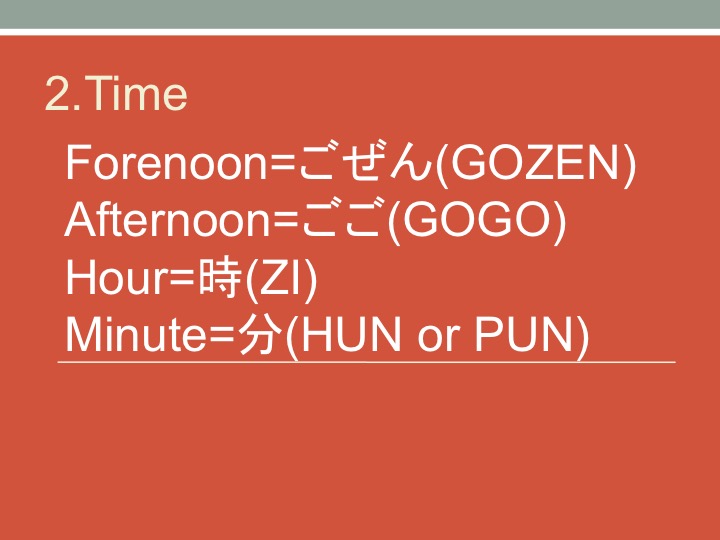 2.Time
Forenoon=ごぜん(GOZEN)
Afternoon=ごご(GOGO)
Hour=時(ZI)
Minute=分(HUN or PUN)